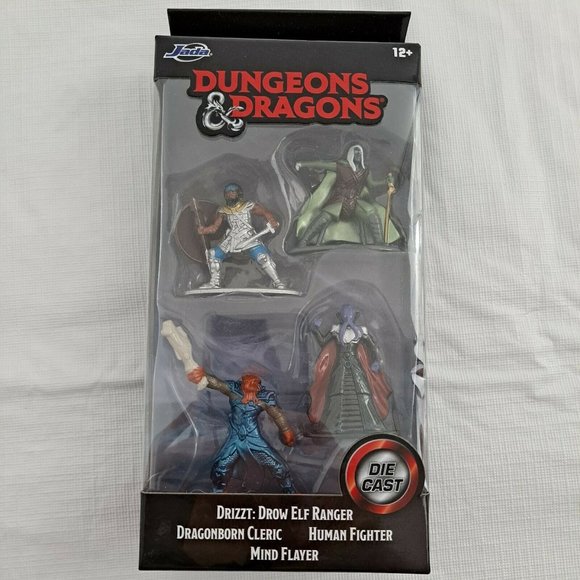 Jada
12+
DUNGEONS
& DRAGONS
DIE
CAST
DRIZZT: DROW ELF RANGER
DRAGONBORN CLERIC HUMAN FIGHTER
MIND FLAYER